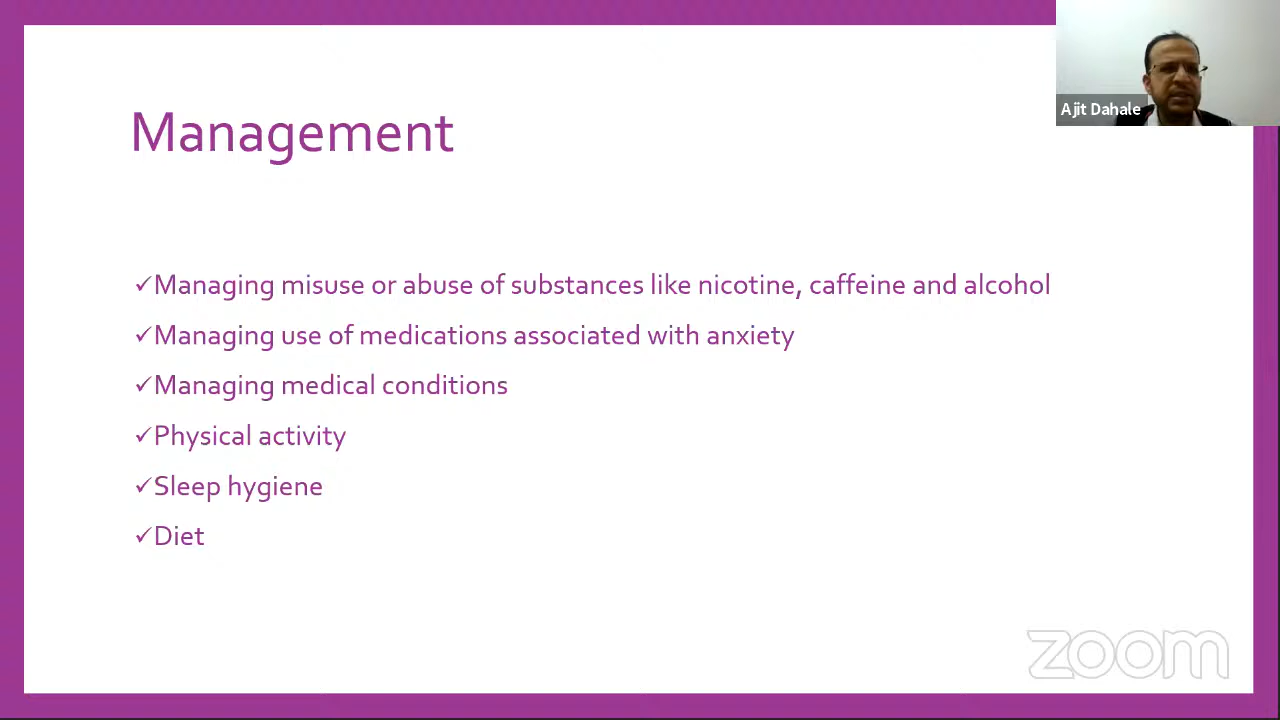 Ajit Dahale
Management
✓Managing misuse or abuse of substances like nicotine, caffeine and alcohol
✓Managing use of medications associated with anxiety
✓Managing medical conditions
✓Physical activity
✓Sleep hygiene
✓Diet
zoom